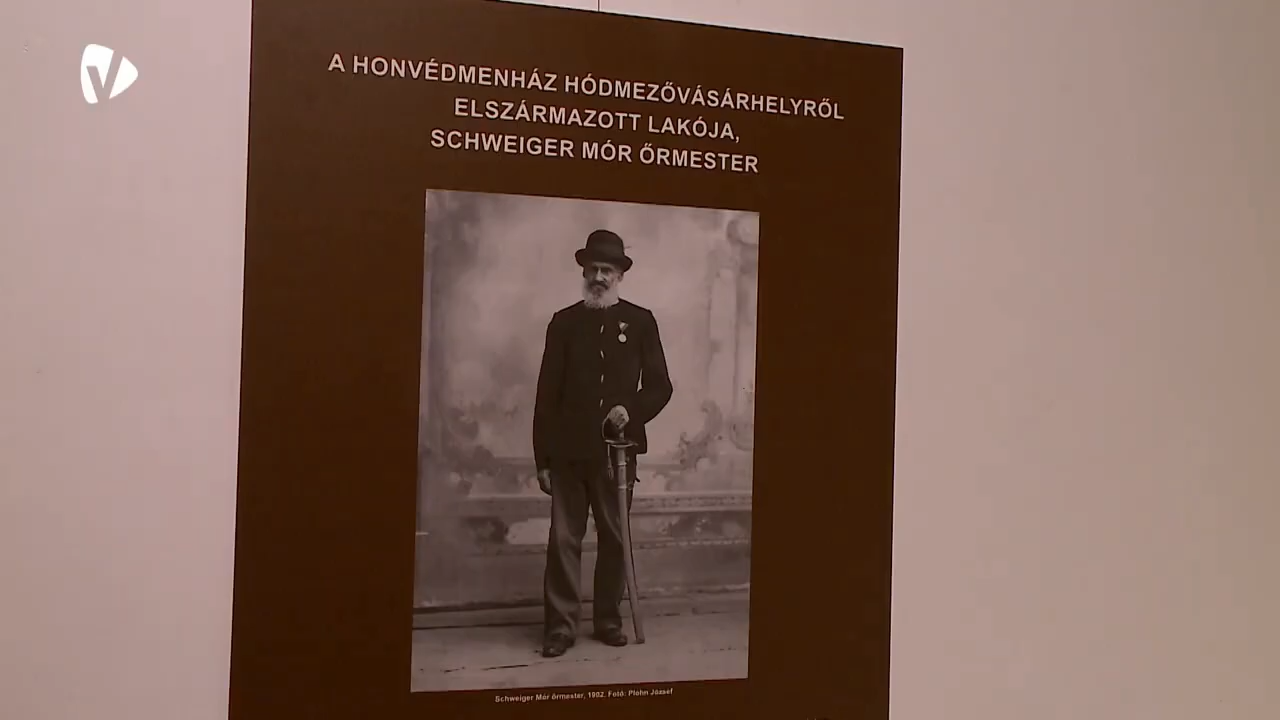 V
A HONVÉDMENHÁZ HÓDMEZŐVÁSÁRHELYRŐL
ELSZÁRMAZOTT LAKÓJA,
SCHWEIGER MÓR ŐRMESTER
Schweiger Mór őrmester, 1902. Fotó: Plohn József